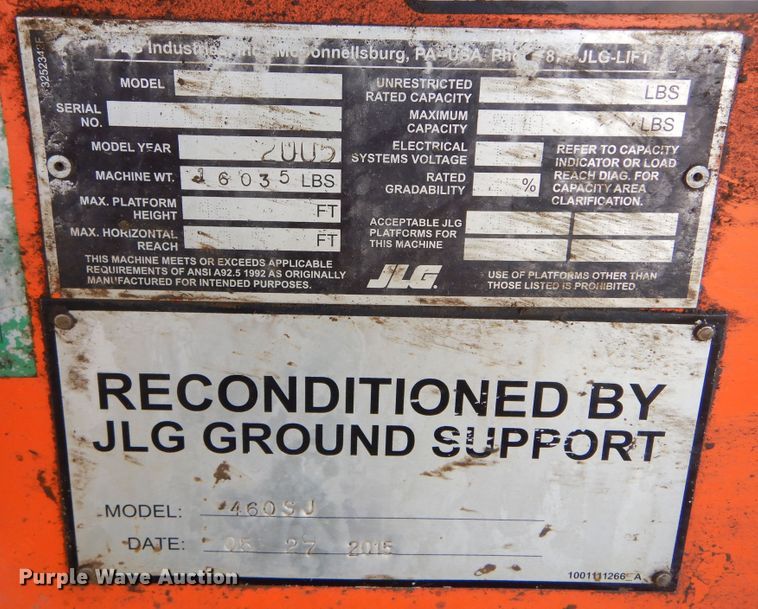 JLG Industries, Inc. McConnellsburg, PA-USA JLG-LIFT
MODEL
SERIAL NO.
MODEL YEAR 2005
MACHINE WT. 16035 LBS
MAX. PLATFORM HEIGHT FT
MAX. HORIZONTAL REACH FT
THIS MACHINE MEETS OR EXCEEDS APPLICABLE
REQUIREMENTS OF ANSI A92.5 1992 AS ORIGINALLY
MANUFACTURED FOR INTENDED PURPOSES.
UNRESTRICTED
RATED CAPACITY LBS
MAXIMUM
CAPACITY LBS
ELECTRICAL
SYSTEMS VOLTAGE
RATED
GRADABILITY %
REFER TO CAPACITY
INDICATOR OR LOAD
REACH DIAG. FOR
CAPACITY AREA
CLARIFICATION.
ACCEPTABLE JLG
PLATFORMS FOR
THIS MACHINE
JLG
USE OF PLATFORMS OTHER THAN
THOSE LISTED IS PROHIBITED.
RECONDITIONED BY
JLG GROUND SUPPORT
MODEL: 460SJ
DATE: 05 27 2015
1001111266 A
Purple Wave Auction